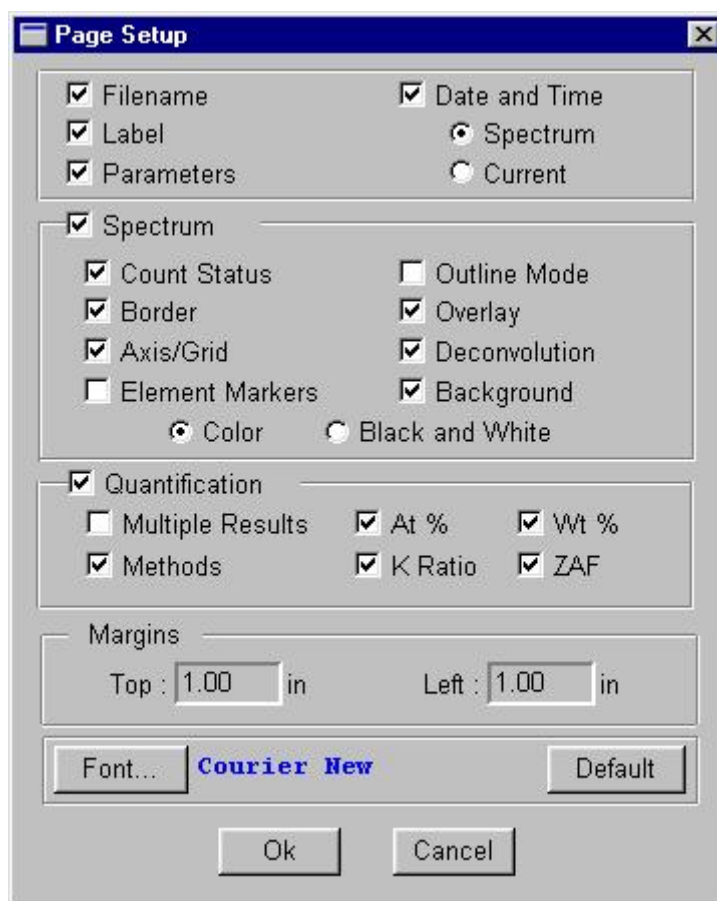 Page Setup
Filename Date and Time
Label Spectrum
Parameters Current
Spectrum
Count Status Outline Mode
Border Overlay
Axis/Grid Deconvolution
Element Markers Background
Color Black and White
Quantification
Multiple Results At % Wt %
Methods K Ratio ZAF
Margins
Top : 1.00 in Left : 1.00 in
Font... Courier New Default
Ok Cancel